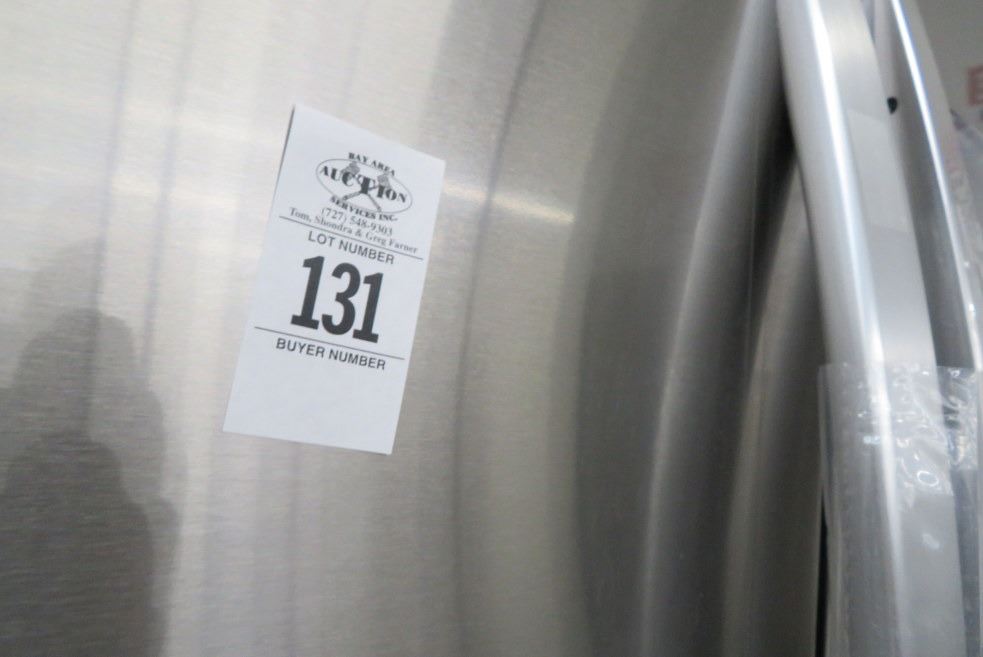 BAY AREA
AUCTION
SERVICES INC.
(727) 548-9303
Tom, Shondra & Greg Farner
LOT NUMBER
131
BUYER NUMBER